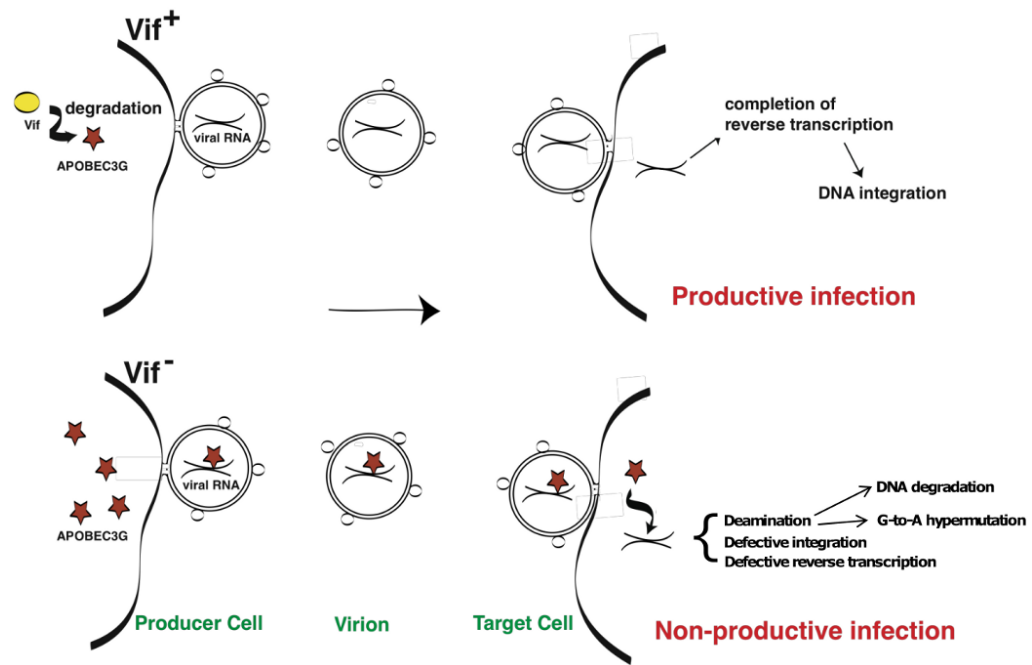 Vif+
degradation
Vif
APOBEC3G
viral RNA
completion of
reverse transcription
DNA integration
Productive infection
Vif-
viral RNA
APOBEC3G
DNA degradation
Deamination
G-to-A hypermutation
Defective integration
Defective reverse transcription
Producer Cell
Virion
Target Cell
Non-productive infection